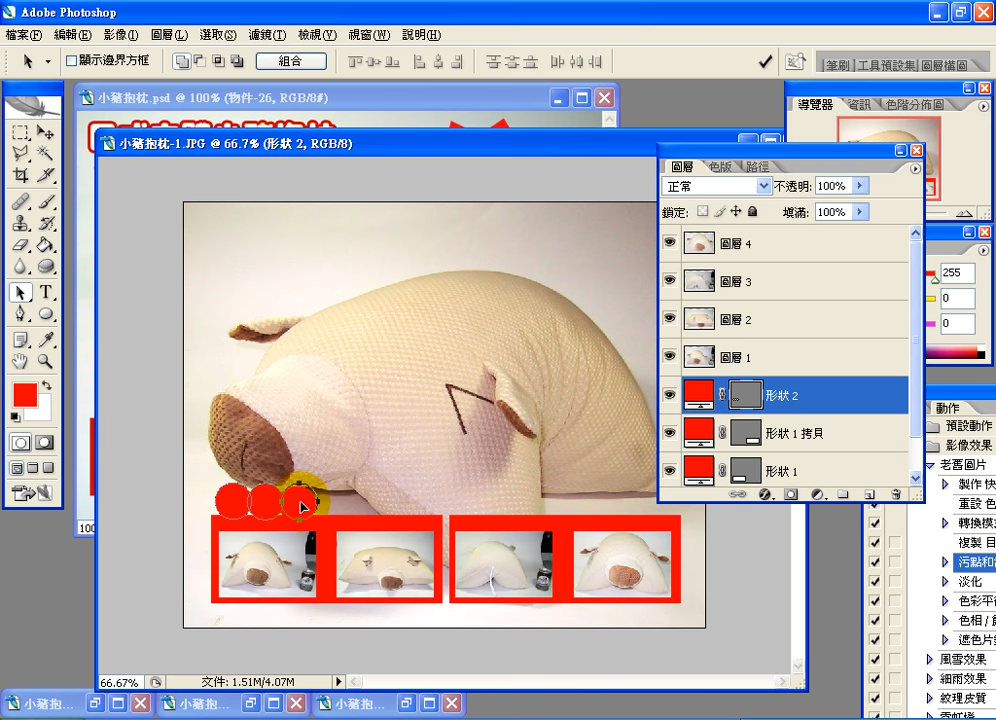 Adobe Photoshop
檔案(F) 編輯(E) 影像(I) 圖層(L) 選取(S) 濾鏡(T) 檢視(V) 視窗(W) 說明(H)
顯示邊界方框 組合 筆刷 工具預設集 圖層構圖
小豬抱枕.psd @ 100% (物件-26, RGB/8#)
小豬抱枕-1.JPG @ 66.7% (形狀 2, RGB/8)
導覽器 資訊 色階分佈圖
圖層 色版 路徑
正常 不透明: 100%
鎖定: 填滿: 100%
圖層 4
圖層 3
圖層 2
圖層 1
形狀 2
形狀 1 拷貝
形狀 1
255
0
0
動作
預設動作
影像效果
老舊圖片
製作 快
重設 色
轉換模
複製 目
污點和
淡化
色彩平
色相 / 飽
遮色片
風雪效果
細雨效果
紋理皮質
100
66.67% 文件: 1.51M/4.07M
小豬抱... 小豬抱... 小豬抱...